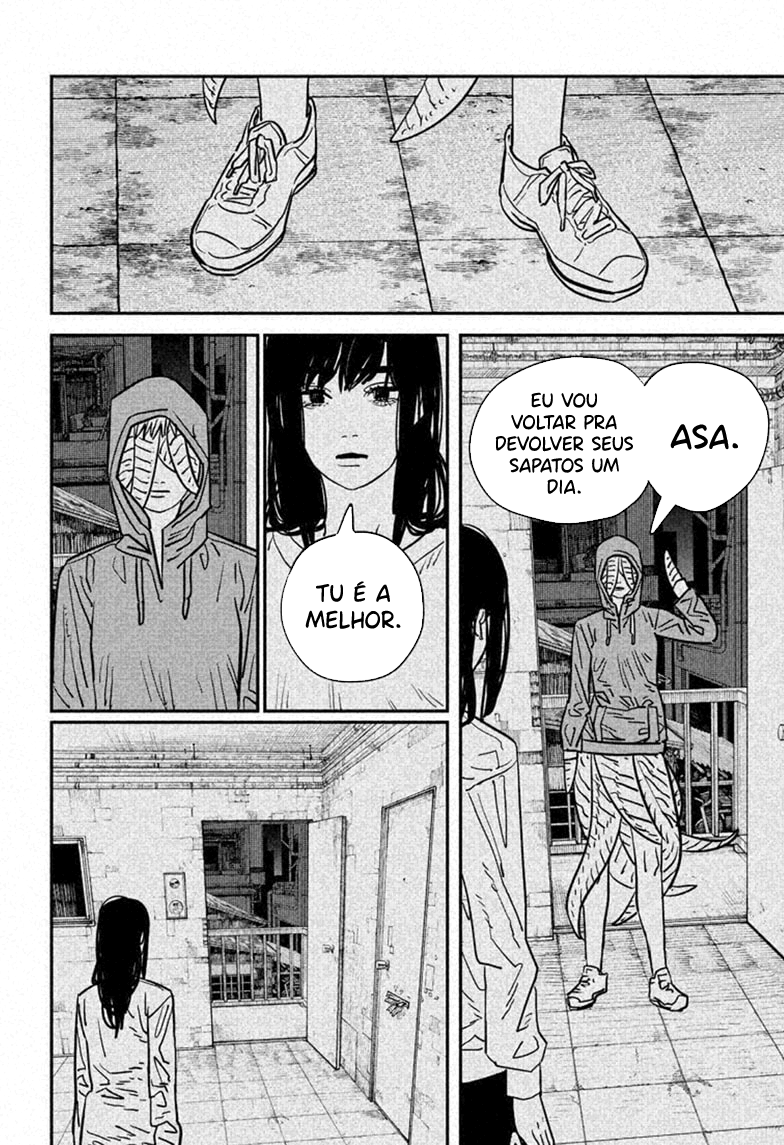 ASA.
EU VOU
VOLTAR PRA
DEVOLVER SEUS
SAPATOS UM
DIA.
TU É A
MELHOR.